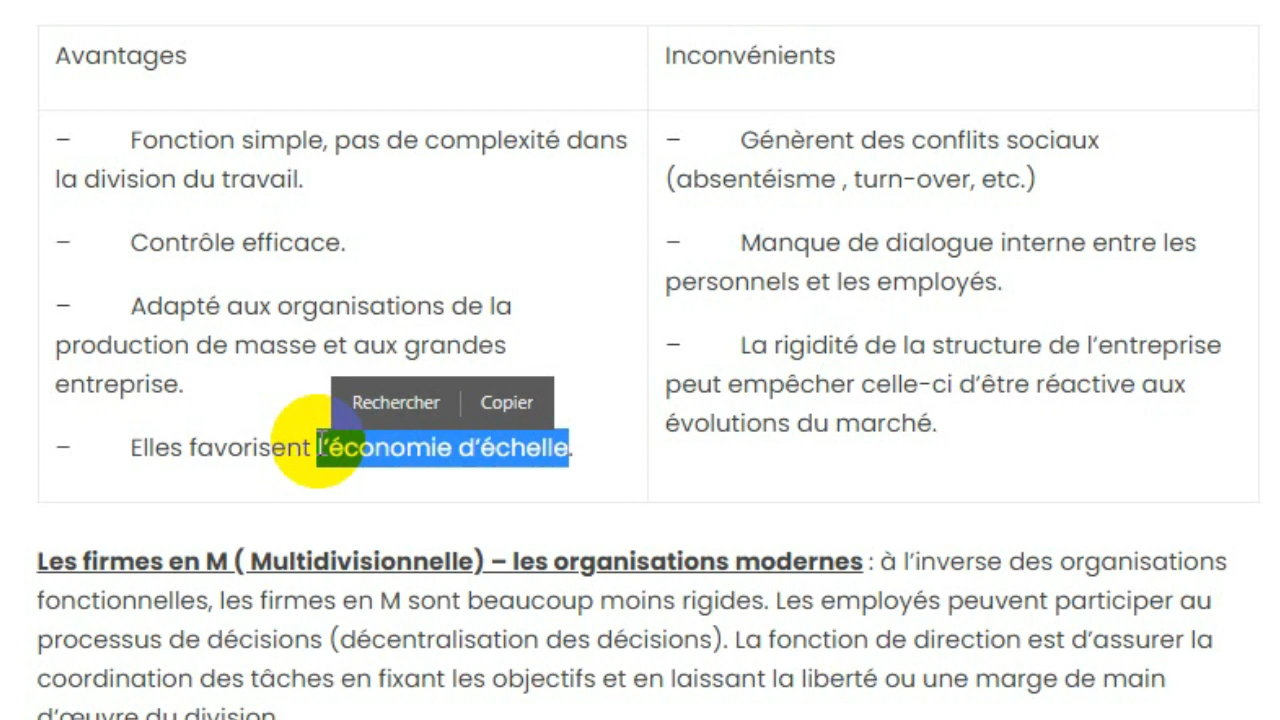 Avantages
Inconvénients
– Fonction simple, pas de complexité dans
la division du travail.
– Contrôle efficace.
– Adapté aux organisations de la
production de masse et aux grandes
entreprise.
Rechercher Copier
– Elles favorisent l’économie d’échelle.
– Génèrent des conflits sociaux
(absentéisme , turn-over, etc.)
– Manque de dialogue interne entre les
personnels et les employés.
– La rigidité de la structure de l’entreprise
peut empêcher celle-ci d’être réactive aux
évolutions du marché.
Les firmes en M ( Multidivisionnelle) – les organisations modernes : à l’inverse des organisations
fonctionnelles, les firmes en M sont beaucoup moins rigides. Les employés peuvent participer au
processus de décisions (décentralisation des décisions). La fonction de direction est d’assurer la
coordination des tâches en fixant les objectifs et en laissant la liberté ou une marge de main
d’œuvre du division